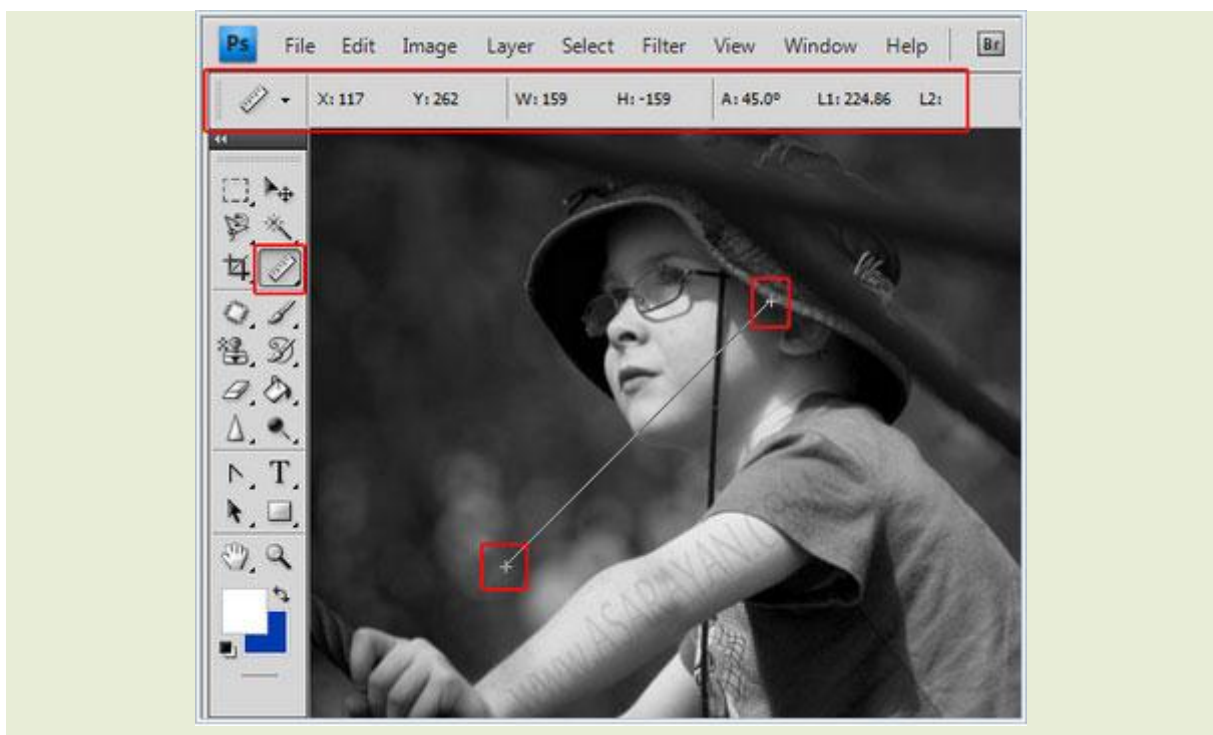 Ps File Edit Image Layer Select Filter View Window Help Br
X: 117 Y: 262 W: 159 H: -159 A: 45.0° L1: 224.86 L2:
T